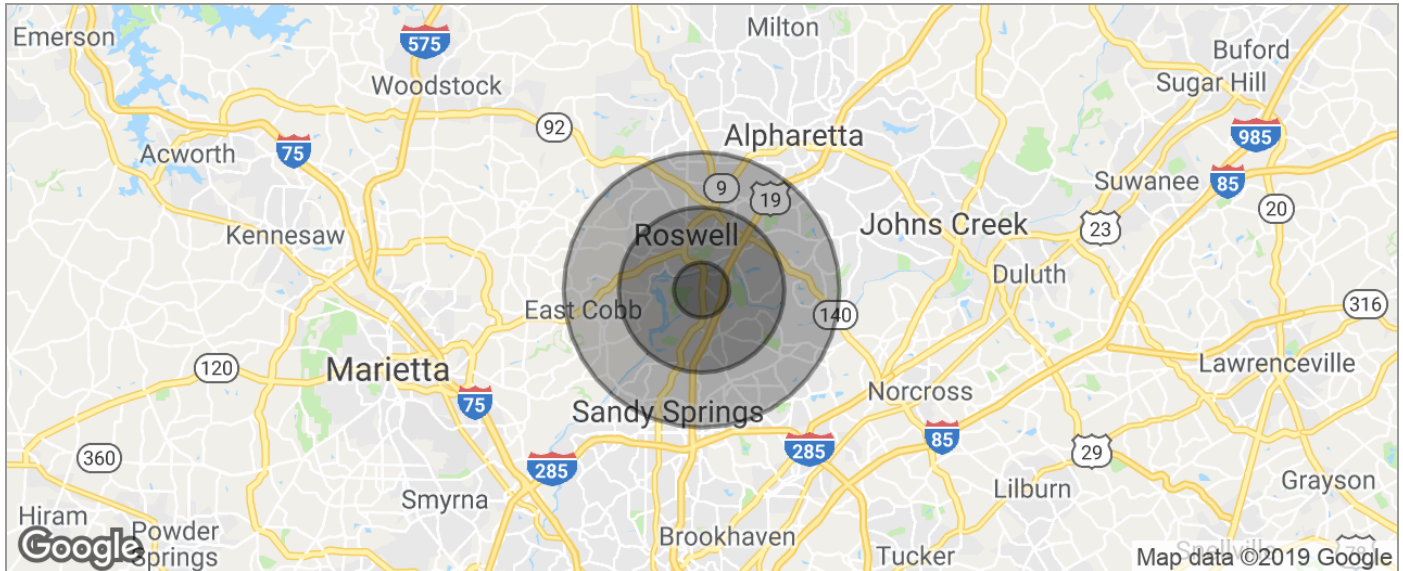 Emerson
575
Milton
Buford
Sugar Hill
Woodstock
92
Alpharetta
985
75
Acworth
9
19
Suwanee
85
20
Kennesaw
Roswell
Johns Creek
23
Duluth
East Cobb
140
316
120
Marietta
Lawrenceville
75
Norcross
Sandy Springs
285
85
29
360
285
Smyrna
Lilburn
Grayson
Hiram
Powder
Springs
Google
Brookhaven
Tucker
Snellville
78
Map data ©2019 Google